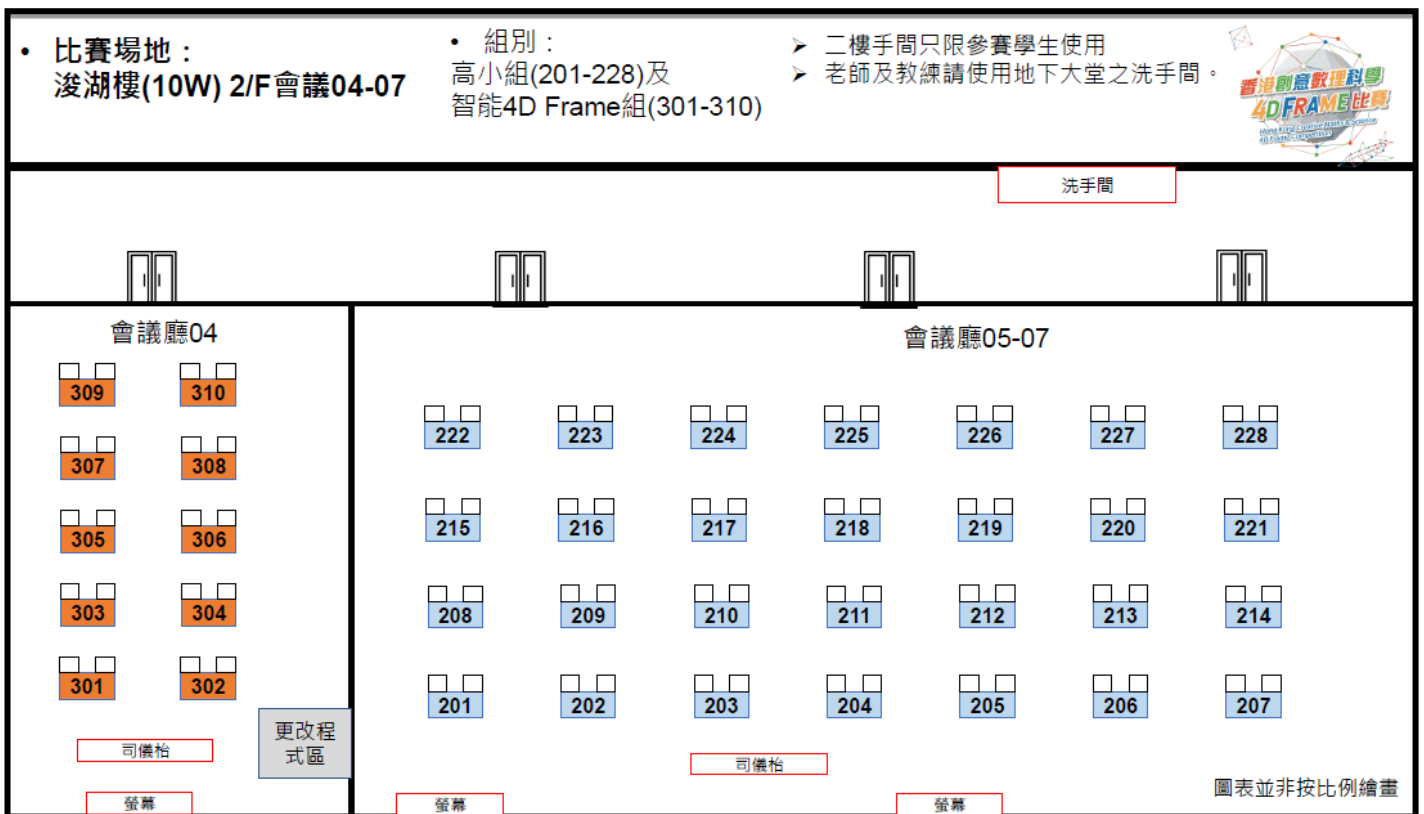 • 比賽場地：
浚湖樓(10W) 2/F會議04-07
• 組別：
高小組(201-228)及
智能4D Frame組(301-310)
➢ 二樓手間只限參賽學生使用
➢ 老師及教練請使用地下大堂之洗手間。
香港創意數理科學
4D FRAME比賽
Hong Kong Creative Maths & Science
4D Frame Competition
洗手間
會議廳04
309 310
307 308
305 306
303 304
301 302
更改程
式區
司儀枱
螢幕
會議廳05-07
222 223 224 225 226 227 228
215 216 217 218 219 220 221
208 209 210 211 212 213 214
201 202 203 204 205 206 207
司儀枱
圖表並非按比例繪畫
螢幕 螢幕